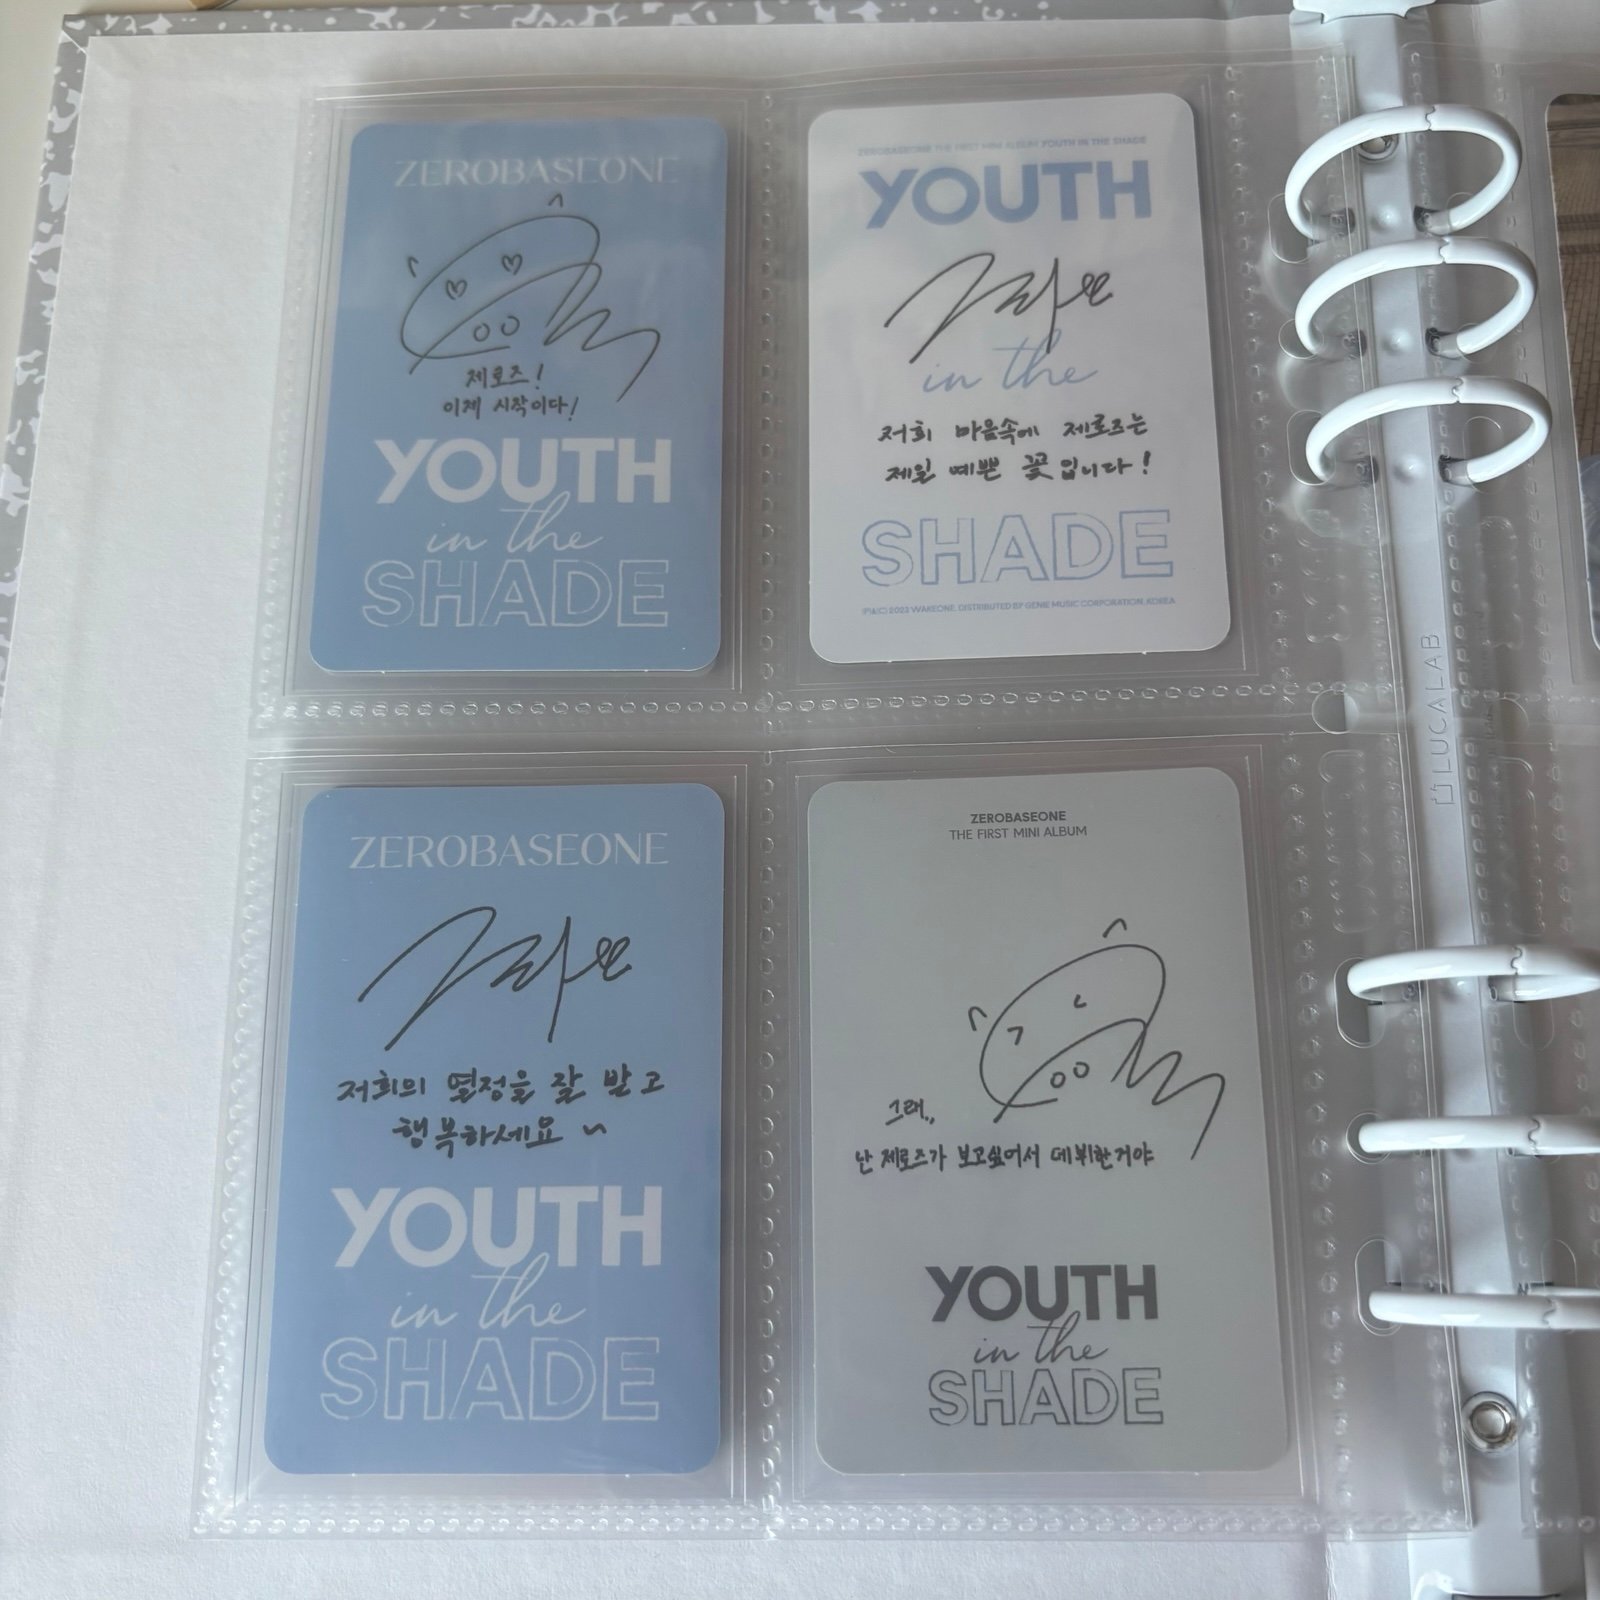 ZEROBASEONE
제로즈!
이제 시작이다!
YOUTH
in the
SHADE
ZEROBASEONE THE FIRST MINI ALBUM YOUTH IN THE SHADE
YOUTH
in the
저희 마음속에 제로즈는
제일 예쁜 꽃입니다!
SHADE
(P)&(C) 2023 WAKEONE. DISTRIBUTED BY GENIE MUSIC CORPORATION, KOREA
ZEROBASEONE
저희의 열정을 잘 받고
행복하세요~
YOUTH
in the
SHADE
ZEROBASEONE
THE FIRST MINI ALBUM
그래..
난 제로즈가 보고싶어서 데뷔한거야
YOUTH
in the
SHADE
LUCALAB